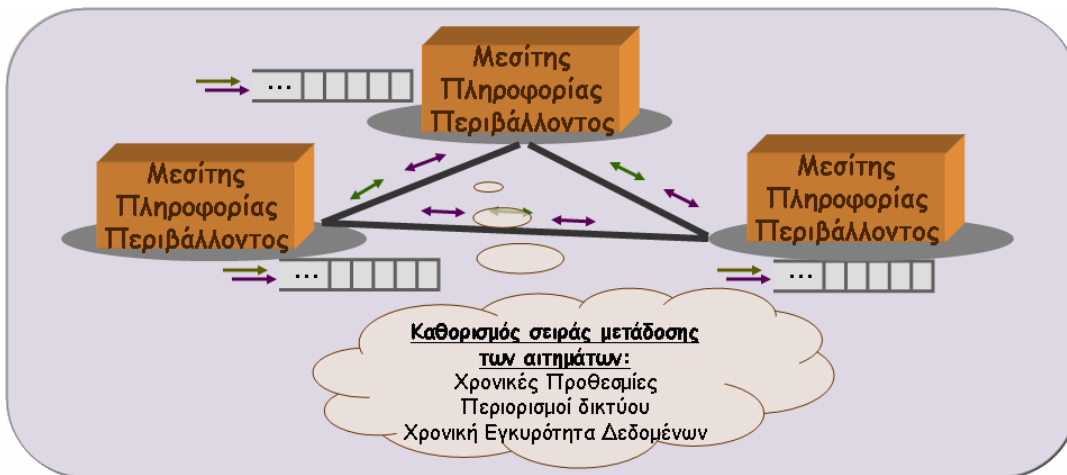 Μεσίτης
Πληροφορίας
Περιβάλλοντος
...
Μεσίτης
Πληροφορίας
Περιβάλλοντος
...
Μεσίτης
Πληροφορίας
Περιβάλλοντος
...
Καθορισμός σειράς μετάδοσης
των αιτημάτων:
Χρονικές Προθεσμίες
Περιορισμοί δικτύου
Χρονική Εγκυρότητα Δεδομένων